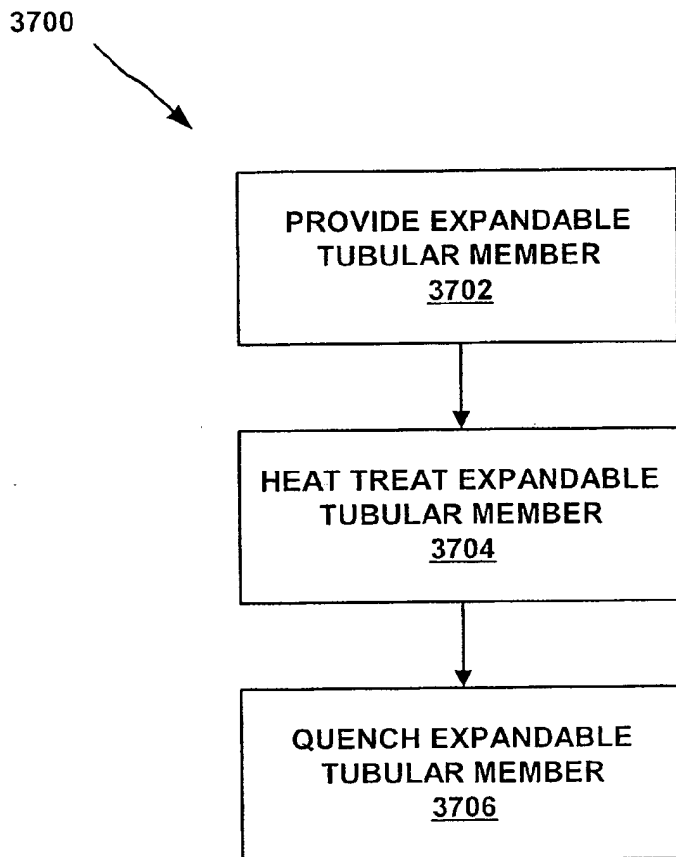 3700
PROVIDE EXPANDABLE
TUBULAR MEMBER
3702
HEAT TREAT EXPANDABLE
TUBULAR MEMBER
3704
QUENCH EXPANDABLE
TUBULAR MEMBER
3706